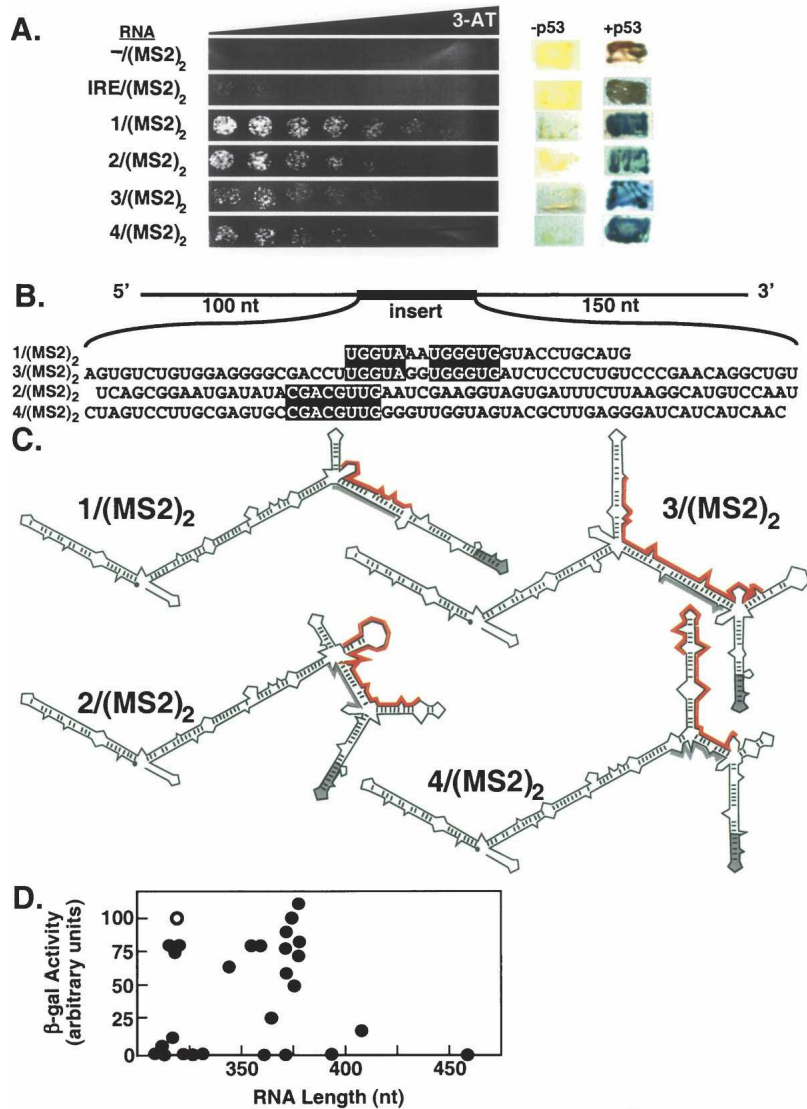 A.
RNA
3-AT
-p53
+p53
–/(MS2)2
IRE/(MS2)2
1/(MS2)2
2/(MS2)2
3/(MS2)2
4/(MS2)2
B.
5’
100 nt
insert
150 nt
3’
1/(MS2)2 UGGUAAAUGGGUGGUACCUGCAUG
3/(MS2)2 AGUGUCUGUGGAGGGGCGACCUUGGUAGGUGGGUGAUCUCCUCUGUCCCGAACAGGCUGU
2/(MS2)2 UCAGCGGAAUGAUAUACGACGUUGAAUCGAAGGUAGUGAUUUCUUAAGGCAUGUCCAAU
4/(MS2)2 CUAGUCCUUGCGAGUGCCGACGUUGGGGUUGGUAGUACGCUUGAGGGAUCAUCAUCAAC
C.
1/(MS2)2
3/(MS2)2
2/(MS2)2
4/(MS2)2
D.
β-gal Activity
(arbitrary units)
100
75
50
25
0
350
400
450
RNA Length (nt)